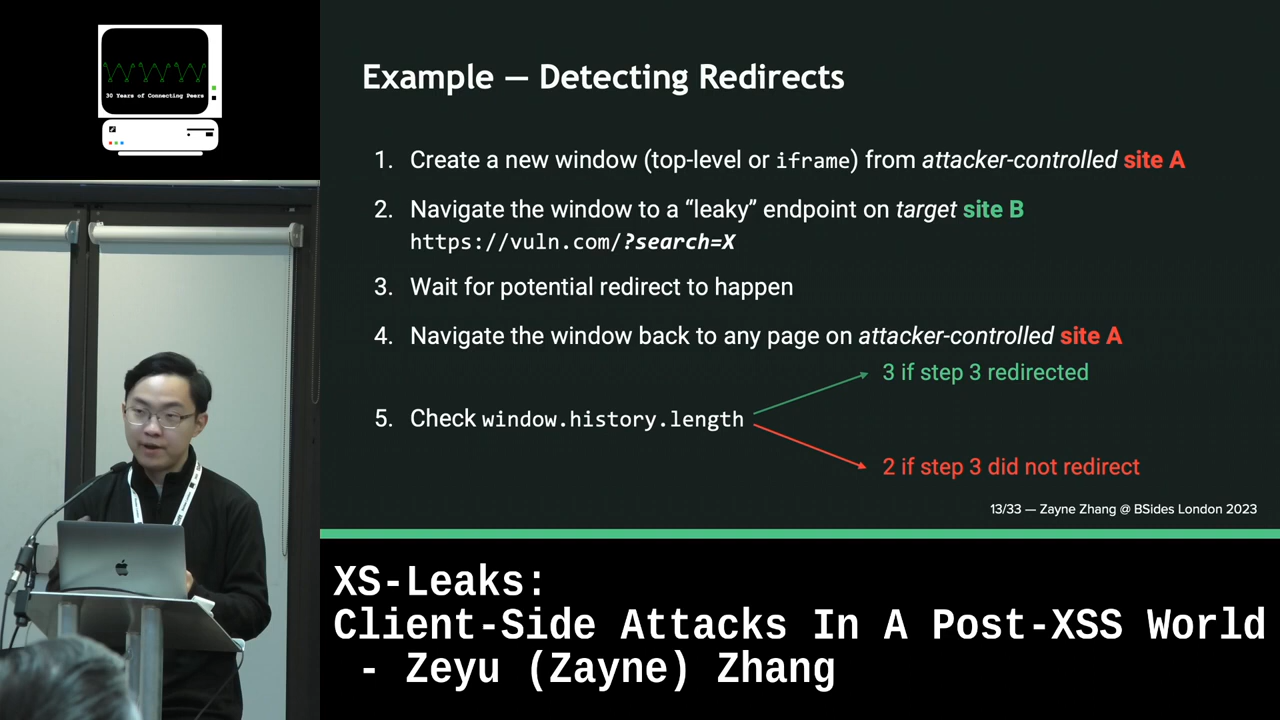 30 Years of Connecting Peers
Example — Detecting Redirects
1. Create a new window (top-level or iframe) from attacker-controlled site A
2. Navigate the window to a “leaky” endpoint on target site B
https://vuln.com/?search=X
3. Wait for potential redirect to happen
4. Navigate the window back to any page on attacker-controlled site A
3 if step 3 redirected
5. Check window.history.length
2 if step 3 did not redirect
13/33 — Zayne Zhang @ BSides London 2023
XS-Leaks:
Client-Side Attacks In A Post-XSS World
- Zeyu (Zayne) Zhang